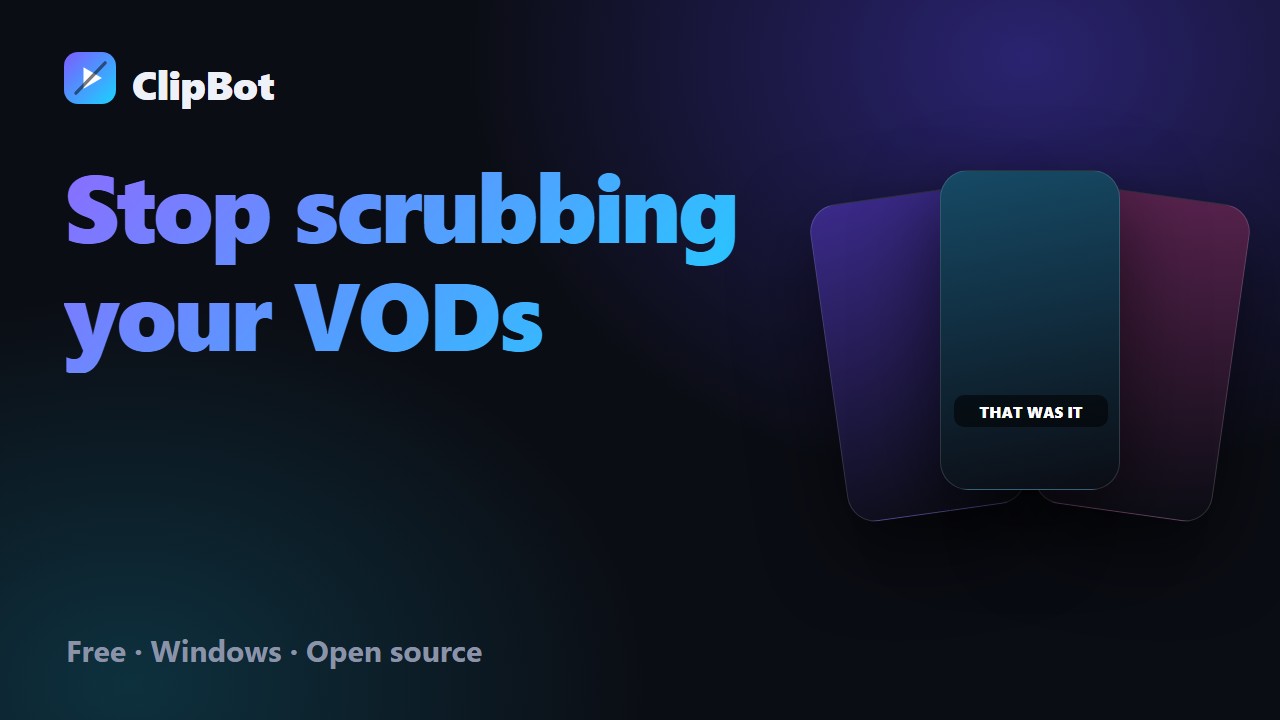 ClipBot
Stop scrubbing
your VODs
THAT WAS IT
Free · Windows · Open source